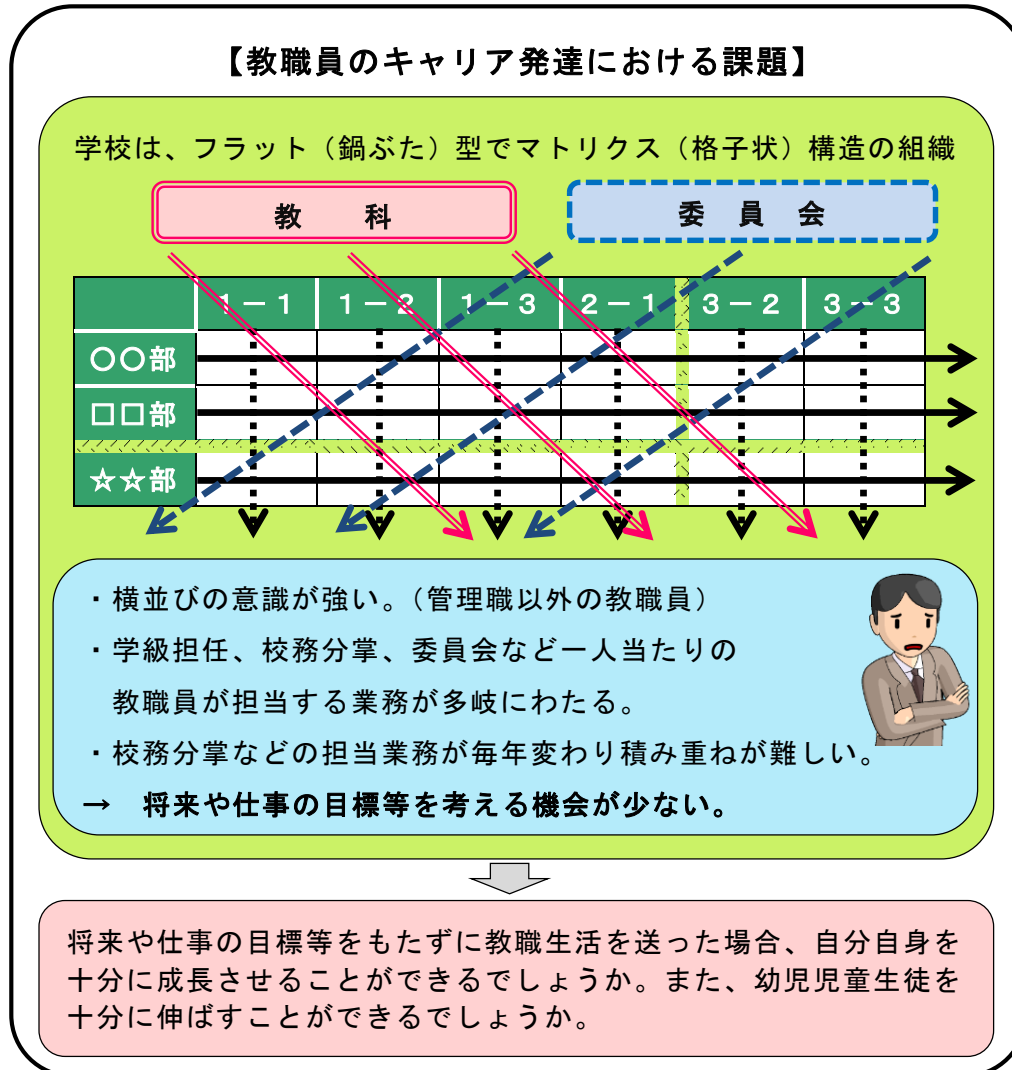 【教職員のキャリア発達における課題】
学校は、フラット（鍋ぶた）型でマトリクス（格子状）構造の組織
教　科
委　員　会
１－１　１－２　１－３　２－１　３－２　３－３
〇〇部
□□部
☆☆部
・横並びの意識が強い。（管理職以外の教職員）
・学級担任、校務分掌、委員会など一人当たりの
教職員が担当する業務が多岐にわたる。
・校務分掌などの担当業務が毎年変わり積み重ねが難しい。
→　将来や仕事の目標等を考える機会が少ない。
将来や仕事の目標等をもたずに教職生活を送った場合、自分自身を
十分に成長させることができるでしょうか。また、幼児児童生徒を
十分に伸ばすことができるでしょうか。